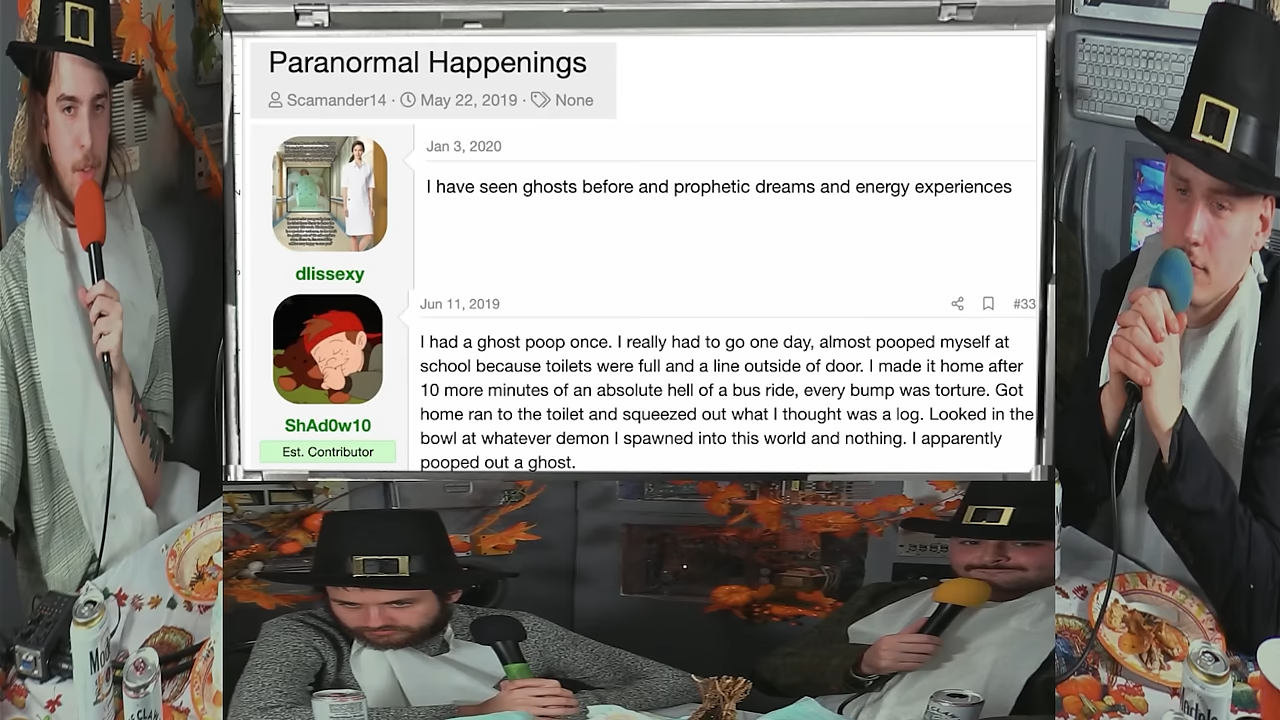 Paranormal Happenings
Scamander14 · May 22, 2019 · None
Jan 3, 2020
I have seen ghosts before and prophetic dreams and energy experiences
dlissexy
Jun 11, 2019
#33
I had a ghost poop once. I really had to go one day, almost pooped myself at
school because toilets were full and a line outside of door. I made it home after
10 more minutes of an absolute hell of a bus ride, every bump was torture. Got
home ran to the toilet and squeezed out what I thought was a log. Looked in the
bowl at whatever demon I spawned into this world and nothing. I apparently
pooped out a ghost.
ShAd0w10
Est. Contributor